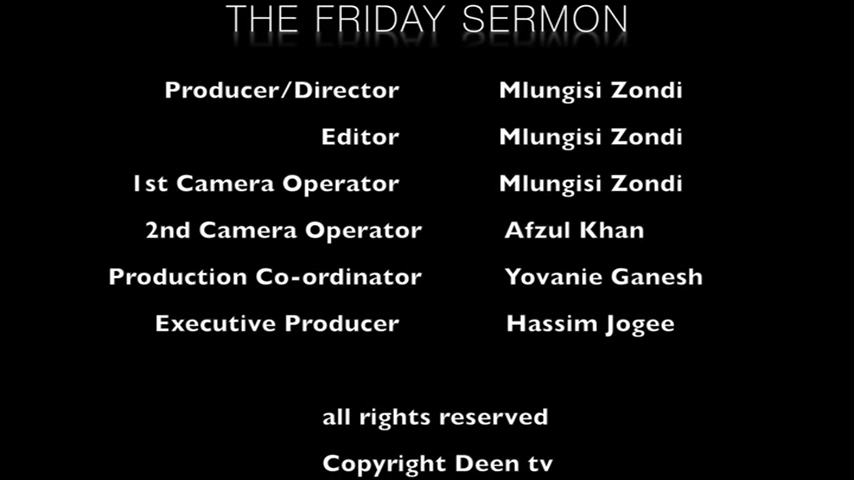 THE FRIDAY SERMON
Producer/Director Mlungisi Zondi
Editor Mlungisi Zondi
1st Camera Operator Mlungisi Zondi
2nd Camera Operator Afzul Khan
Production Co-ordinator Yovanie Ganesh
Executive Producer Hassim Jogee
all rights reserved
Copyright Deen tv